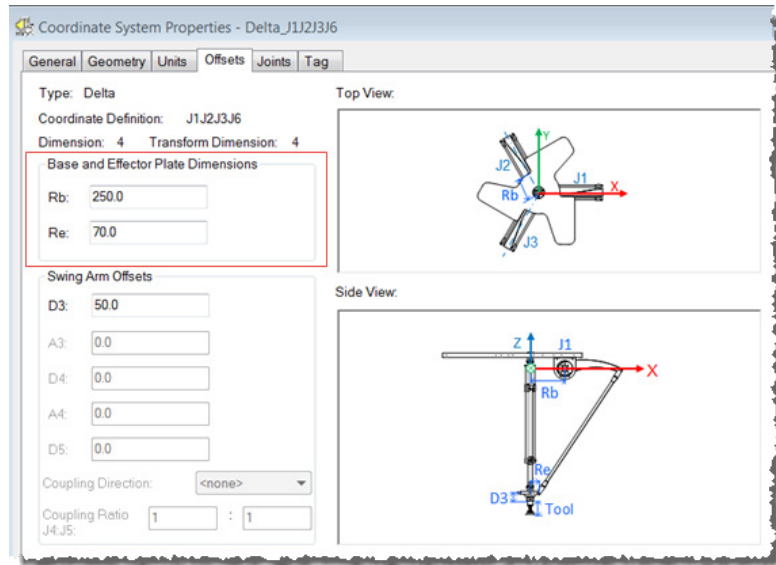 Coordinate System Properties - Delta_J1J2J3J6
General Geometry Units Offsets Joints Tag
Type: Delta
Coordinate Definition: J1J2J3J6
Dimension: 4 Transform Dimension: 4
Base and Effector Plate Dimensions
Rb: 250.0
Re: 70.0
Swing Arm Offsets
D3: 50.0
A3: 0.0
D4: 0.0
A4: 0.0
D5: 0.0
Coupling Direction: <none>
Coupling Ratio
J4:J5: 1 : 1
Top View:
Y
J2
J1
X
Rb
J3
Side View:
Z
J1
X
Rb
Re
D3
Tool